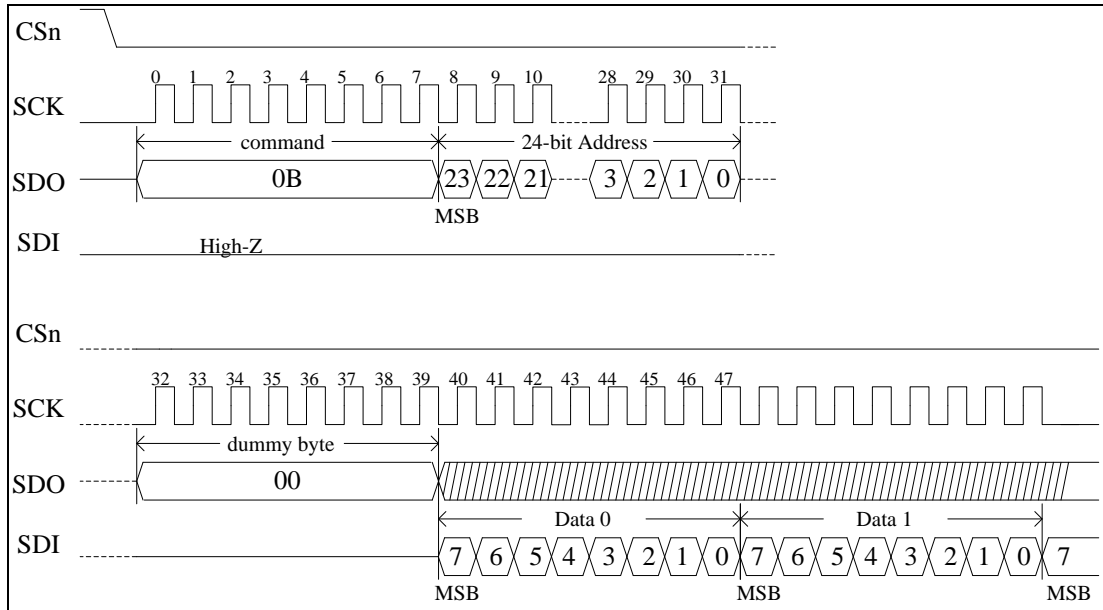 CSn
0 1 2 3 4 5 6 7 8 9 10 28 29 30 31
SCK
command 24-bit Address
SDO 0B 23 22 21 3 2 1 0
MSB
SDI High-Z
CSn
32 33 34 35 36 37 38 39 40 41 42 43 44 45 46 47
SCK
dummy byte
SDO 00
Data 0 Data 1
SDI 7 6 5 4 3 2 1 0 7 6 5 4 3 2 1 0 7
MSB MSB MSB